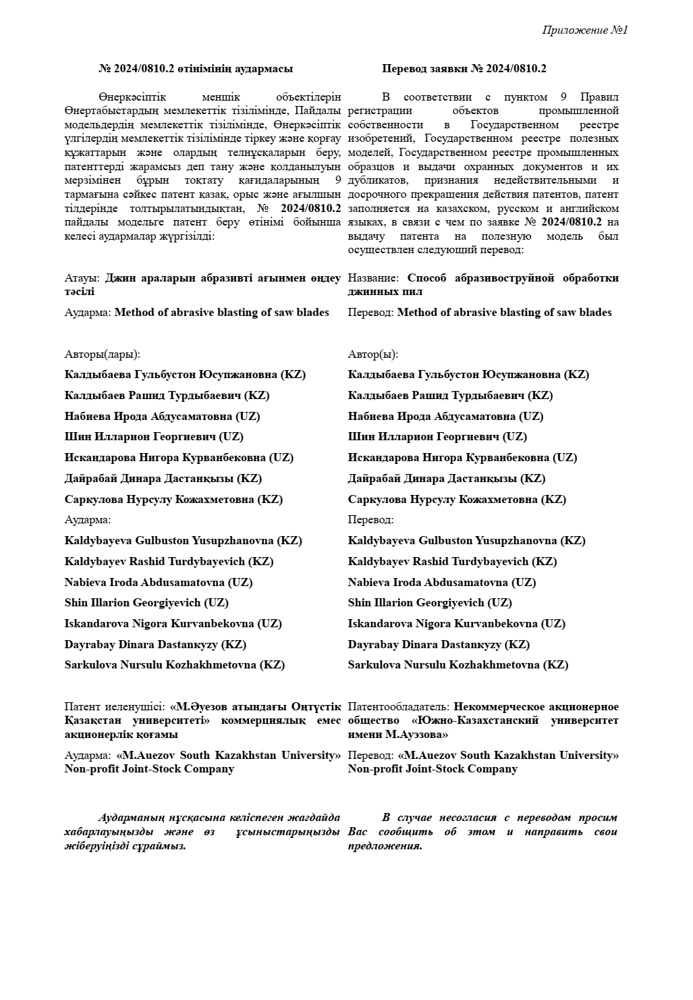 Приложение №1
№ 2024/0810.2 өтінімінің аудармасы
Өнеркәсіптік меншік объектілерін
Өнертабыстардың мемлекеттік тізілімінде, Пайдалы
модельдердің мемлекеттік тізілімінде, Өнеркәсіптік
үлгілердің мемлекеттік тізілімінде тіркеу және қорғау
құжаттарын және олардың телнұсқаларын беру,
патенттерді жарамсыз деп тану және қолданылуын
мерзімінен бұрын тоқтату қағидаларының 9
тармағына сәйкес патент қазақ, орыс және ағылшын
тілдерінде толтырылатындықтан, № 2024/0810.2
пайдалы модельге патент беру өтінімі бойынша
келесі аудармалар жүргізілді:
Атауы: Джин араларын абразивті ағынмен өңдеу
тәсілі
Аударма: Method of abrasive blasting of saw blades
Авторы(лары):
Калдыбаева Гульбустон Юсупжановна (KZ)
Калдыбаев Рашид Турдыбаевич (KZ)
Набиева Ирода Абдусаматовна (UZ)
Шин Илларион Георгиевич (UZ)
Искандарова Нигора Курванбековна (UZ)
Дайрабай Динара Дастанқызы (KZ)
Саркулова Нурсулу Кожахметовна (KZ)
Аударма:
Kaldybayeva Gulbuston Yusupzhanovna (KZ)
Kaldybayev Rashid Turdybayevich (KZ)
Nabieva Iroda Abdusamatovna (UZ)
Shin Illarion Georgiyevich (UZ)
Iskandarova Nigora Kurvanbekovna (UZ)
Dayrabay Dinara Dastanкyzy (KZ)
Sarkulova Nursulu Kozhakhmetovna (KZ)
Патент иеленушісі: «М.Әуезов атындағы Оңтүстік
Қазақстан университеті» коммерциялық емес
акционерлік қоғамы
Аударма: «M.Auezov South Kazakhstan University»
Non-profit Joint-Stock Company
Аударманың нұсқасына келіспеген жағдайда
хабарлауыңызды және өз ұсыныстарыңызды
жіберуіңізді сұраймыз.
Перевод заявки № 2024/0810.2
В соответствии с пунктом 9 Правил
регистрации объектов промышленной
собственности в Государственном реестре
изобретений, Государственном реестре полезных
моделей, Государственном реестре промышленных
образцов и выдачи охранных документов и их
дубликатов, признания недействительными и
досрочного прекращения действия патентов, патент
заполняется на казахском, русском и английском
языках, в связи с чем по заявке № 2024/0810.2 на
выдачу патента на полезную модель был
осуществлен следующий перевод:
Название: Способ абразивоструйной обработки
джинных пил
Перевод: Method of abrasive blasting of saw blades
Автор(ы):
Калдыбаева Гульбустон Юсупжановна (KZ)
Калдыбаев Рашид Турдыбаевич (KZ)
Набиева Ирода Абдусаматовна (UZ)
Шин Илларион Георгиевич (UZ)
Искандарова Нигора Курванбековна (UZ)
Дайрабай Динара Дастанқызы (KZ)
Саркулова Нурсулу Кожахметовна (KZ)
Перевод:
Kaldybayeva Gulbuston Yusupzhanovna (KZ)
Kaldybayev Rashid Turdybayevich (KZ)
Nabieva Iroda Abdusamatovna (UZ)
Shin Illarion Georgiyevich (UZ)
Iskandarova Nigora Kurvanbekovna (UZ)
Dayrabay Dinara Dastanкyzy (KZ)
Sarkulova Nursulu Kozhakhmetovna (KZ)
Патентообладатель: Некоммерческое акционерное
общество «Южно-Казахстанский университет
имени М.Ауэзова»
Перевод: «M.Auezov South Kazakhstan University»
Non-profit Joint-Stock Company
В случае несогласия с переводом просим
Вас сообщить об этом и направить свои
предложения.